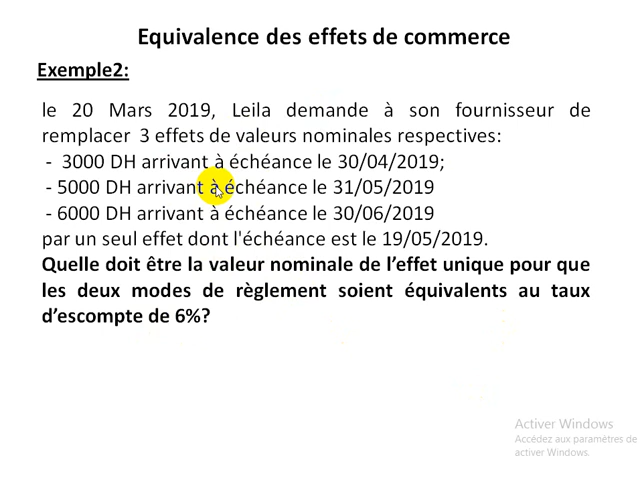 Equivalence des effets de commerce
Exemple2:
le 20 Mars 2019, Leila demande à son fournisseur de
remplacer 3 effets de valeurs nominales respectives:
- 3000 DH arrivant à échéance le 30/04/2019;
- 5000 DH arrivant à échéance le 31/05/2019
- 6000 DH arrivant à échéance le 30/06/2019
par un seul effet dont l'échéance est le 19/05/2019.
Quelle doit être la valeur nominale de l’effet unique pour que
les deux modes de règlement soient équivalents au taux
d’escompte de 6%?
Activer Windows
Accédez aux paramètres de
activer Windows.